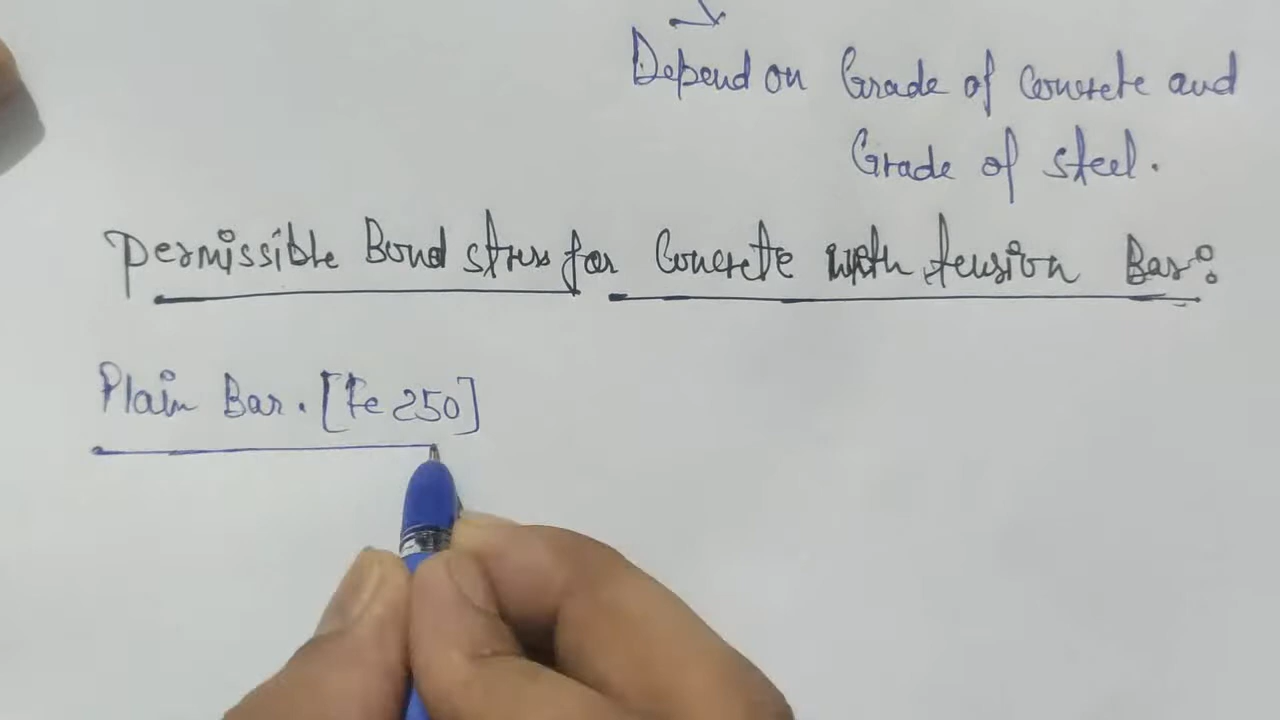 Depend on Grade of Concrete and
Grade of steel.
Permissible Bond stress for Concrete with tension Bar:
Plain Bar. [Fe 250]